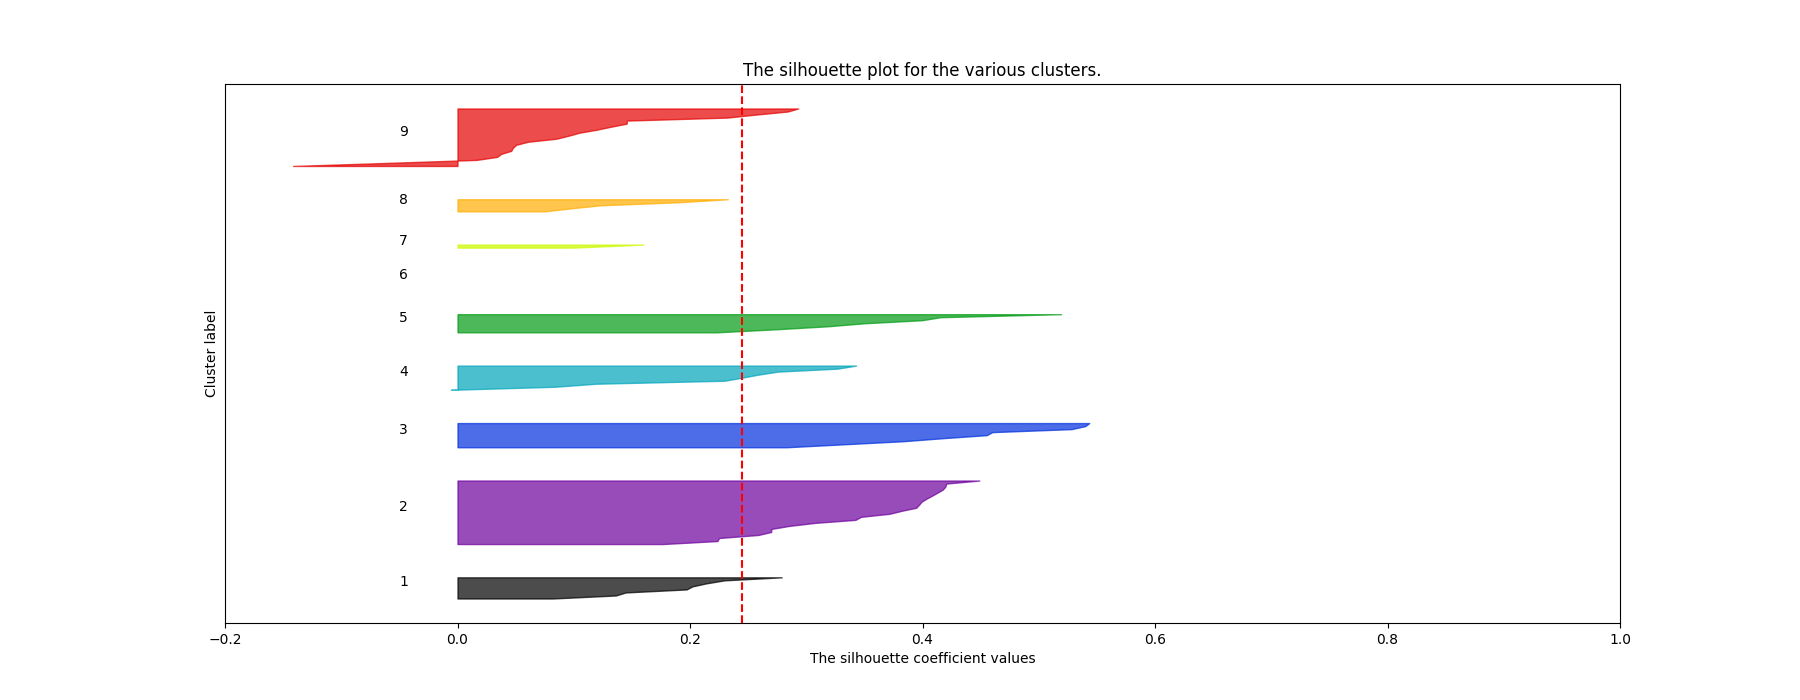 The silhouette plot for the various clusters.
9
8
7
6
5
4
3
2
1
Cluster label
−0.2 0.0 0.2 0.4 0.6 0.8 1.0
The silhouette coefficient values